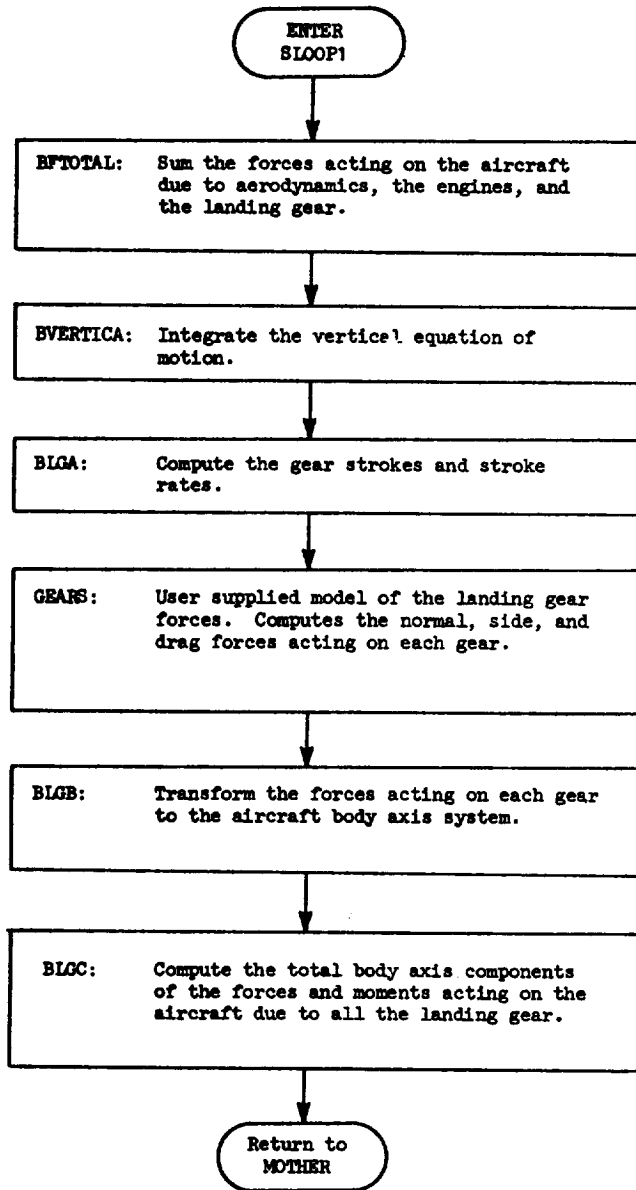 ENTER
SLOOP1
BFTOTAL: Sum the forces acting on the aircraft
due to aerodynamics, the engines, and
the landing gear.
BVERTICA: Integrate the vertical equation of
motion.
BLGA: Compute the gear strokes and stroke
rates.
GEARS: User supplied model of the landing gear
forces. Computes the normal, side, and
drag forces acting on each gear.
BLGB: Transform the forces acting on each gear
to the aircraft body axis system.
BLGC: Compute the total body axis components
of the forces and moments acting on the
aircraft due to all the landing gear.
Return to
MOTHER